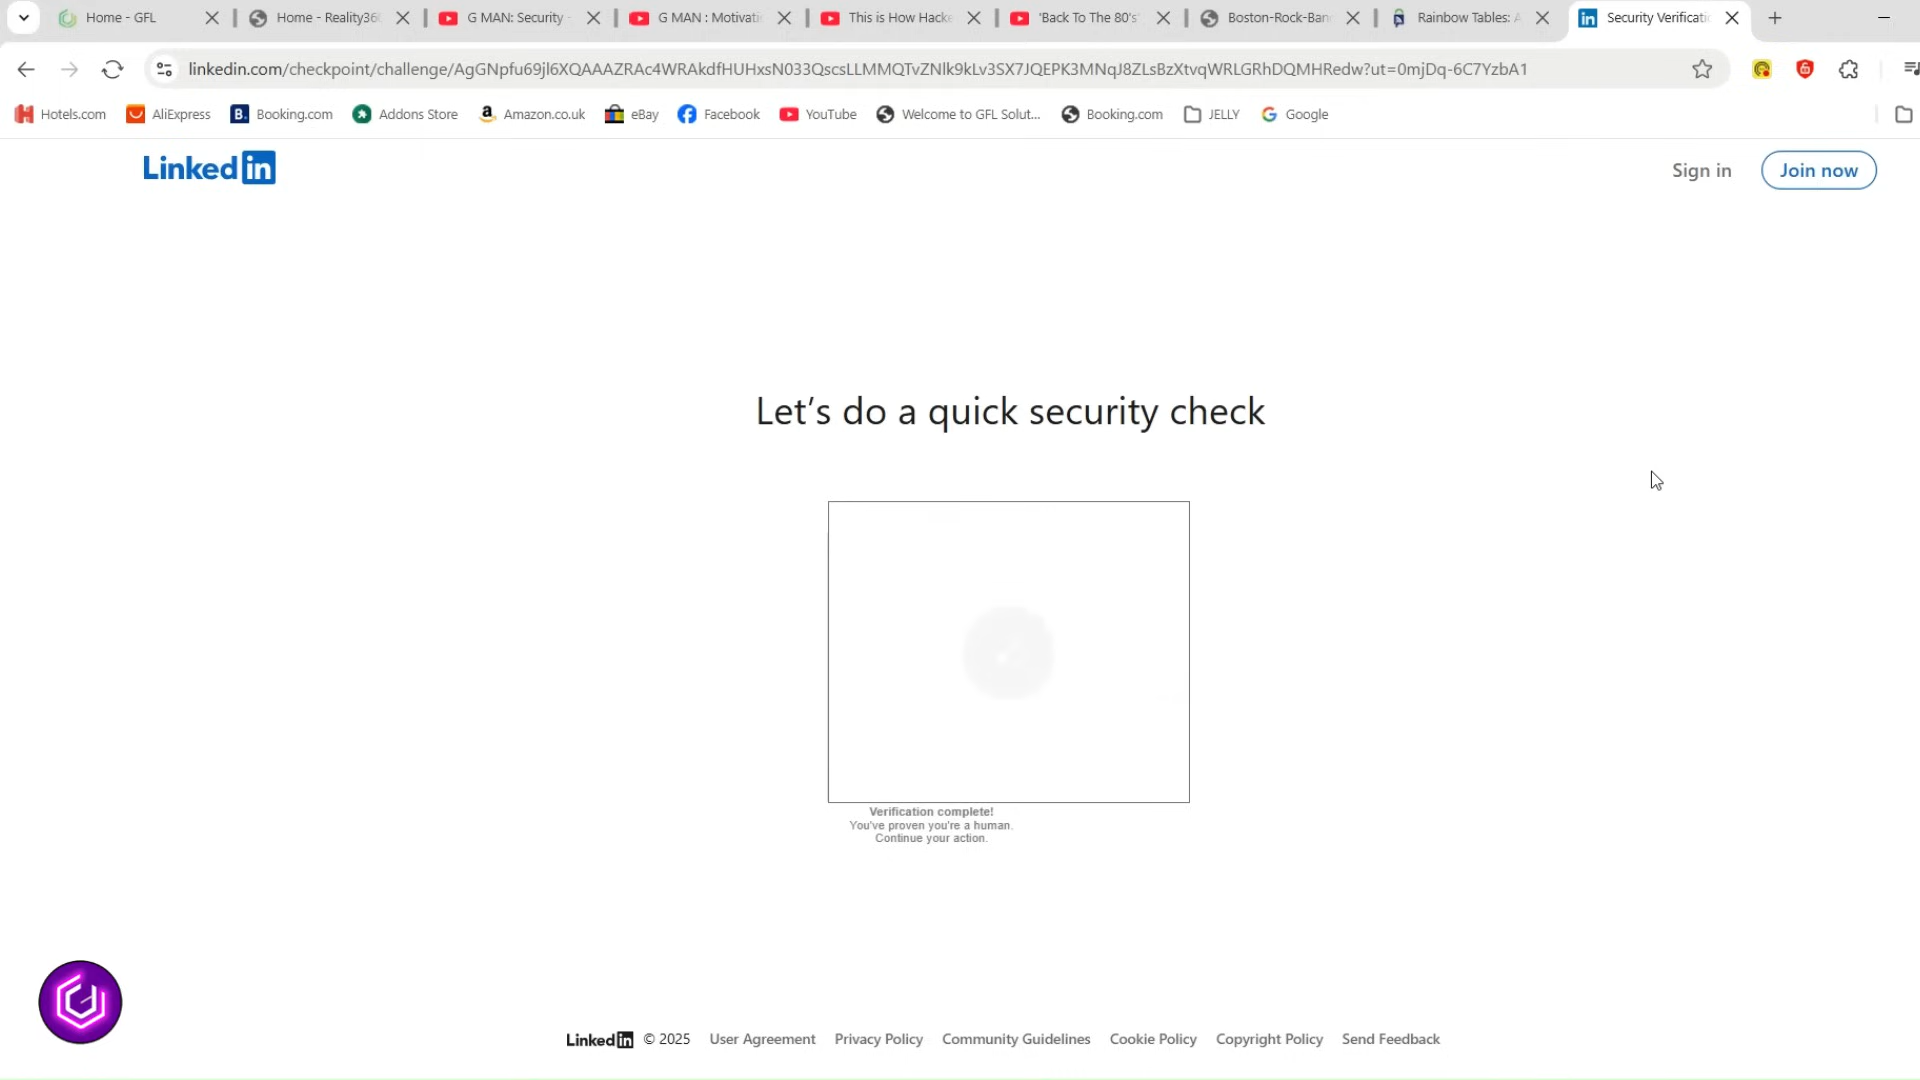 Home - GFL
Home - Reality360
G MAN: Security
G MAN : Motivati
This is How Hacke
'Back To The 80's'
Boston-Rock-Ban
Rainbow Tables: A
Security Verificatio
linkedin.com/checkpoint/challenge/AgGNpfu69jl6XQAAAZRAc4WRAkdfHUHxsN033QscsLLMMQTvZNlk9kLv3SX7JQEPK3MNqJ8ZLsBzXtvqWRLGRhDQMHRedw?ut=0mjDq-6C7YzbA1
Hotels.com
AliExpress
B. Booking.com
Addons Store
Amazon.co.uk
eBay
Facebook
YouTube
Welcome to GFL Solut...
Booking.com
JELLY
Google
Linked in
Sign in
Join now
Let's do a quick security check
Verification complete!
You've proven you're a human.
Continue your action.
Linked in © 2025
User Agreement
Privacy Policy
Community Guidelines
Cookie Policy
Copyright Policy
Send Feedback